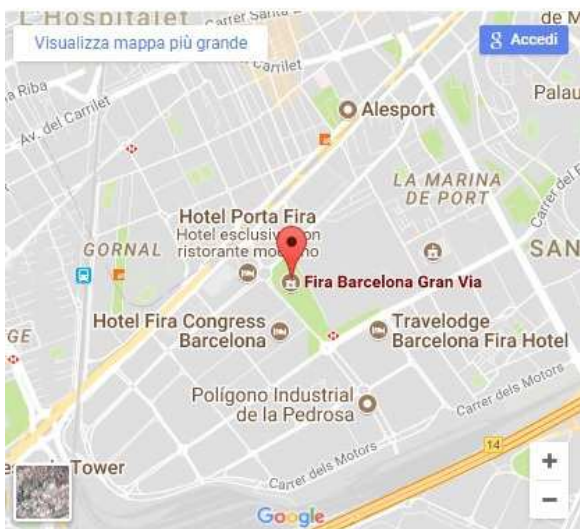 L'Hospitalet
Carrer Santa E
de M
Visualizza mappa più grande
Accedi
Riba
Carrilet
Av. del Carrilet
Alesport
Palau
LA MARINA
DE PORT
Carrer del F
Hotel Porta Fira
Hotel esclusiv con
ristorante moderno
GORNAL
SAN
Fira Barcelona Gran Via
Hotel Fira Congress
Barcelona
Travelodge
Barcelona Fira Hotel
GE
Polígono Industrial
de la Pedrosa
Carrer dels Motors
14
Tower
Carrer dels Motors
+
−
Google